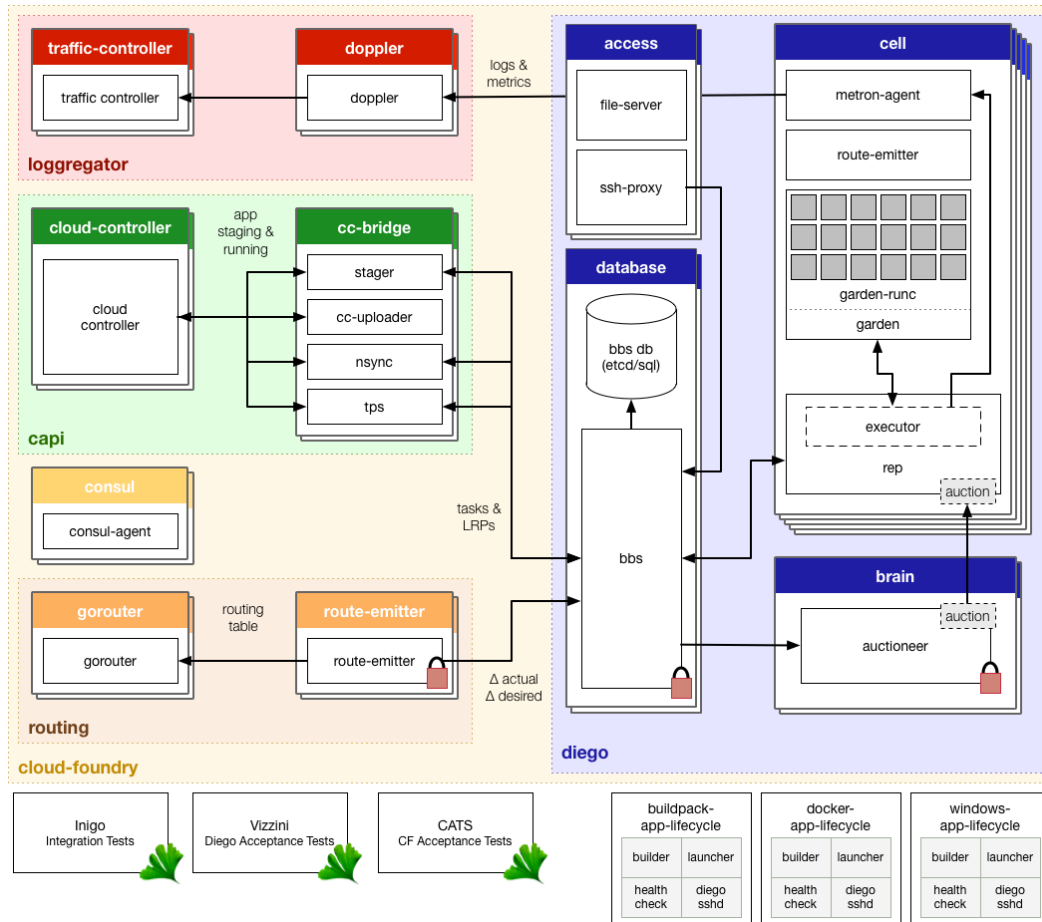 traffic-controller
traffic controller
doppler
doppler
logs &
metrics
loggregator
access
file-server
ssh-proxy
cell
metron-agent
route-emitter
garden-runc
garden
executor
rep
auction
cloud-controller
cloud
controller
app
staging &
running
cc-bridge
stager
cc-uploader
nsync
tps
capi
database
bbs db
(etcd/sql)
bbs
consul
consul-agent
tasks &
LRPs
brain
auction
auctioneer
gorouter
gorouter
routing
table
route-emitter
route-emitter
Δ actual
Δ desired
routing
diego
cloud-foundry
Inigo
Integration Tests
Vizzini
Diego Acceptance Tests
CATS
CF Acceptance Tests
buildpack-
app-lifecycle
builder
launcher
health
check
diego
sshd
docker-
app-lifecycle
builder
launcher
health
check
diego
sshd
windows-
app-lifecycle
builder
launcher
health
check
diego
sshd